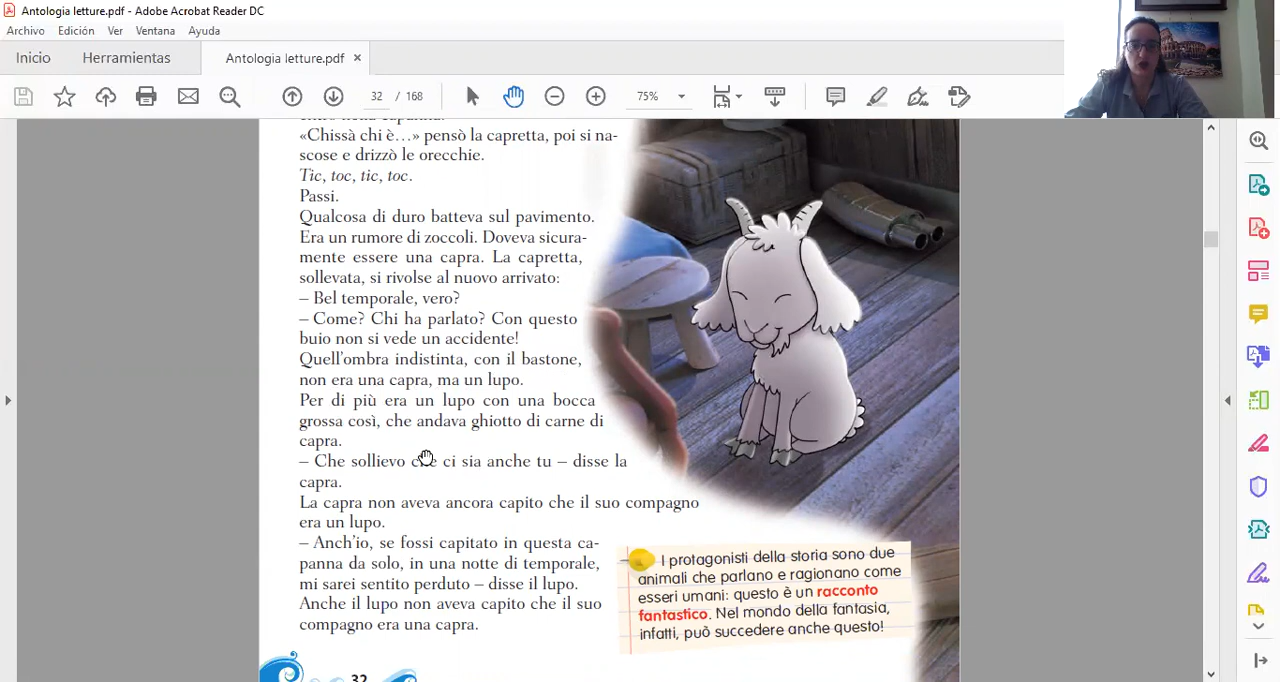 Antologia letture.pdf - Adobe Acrobat Reader DC
Archivo Edición Ver Ventana Ayuda
Inicio Herramientas Antologia letture.pdf ×
32 / 168 75%
«Chissà chi è…» pensò la capretta, poi si na-
scose e drizzò le orecchie.
Tic, toc, tic, toc.
Passi.
Qualcosa di duro batteva sul pavimento.
Era un rumore di zoccoli. Doveva sicura-
mente essere una capra. La capretta,
sollevata, si rivolse al nuovo arrivato:
– Bel temporale, vero?
– Come? Chi ha parlato? Con questo
buio non si vede un accidente!
Quell'ombra indistinta, con il bastone,
non era una capra, ma un lupo.
Per di più era un lupo con una bocca
grossa così, che andava ghiotto di carne di
capra.
– Che sollievo che ci sia anche tu – disse la
capra.
La capra non aveva ancora capito che il suo compagno
era un lupo.
– Anch'io, se fossi capitato in questa ca-
panna da solo, in una notte di temporale,
mi sarei sentito perduto – disse il lupo.
Anche il lupo non aveva capito che il suo
compagno era una capra.
I protagonisti della storia sono due
animali che parlano e ragionano come
esseri umani: questo è un racconto
fantastico. Nel mondo della fantasia,
infatti, può succedere anche questo!
32